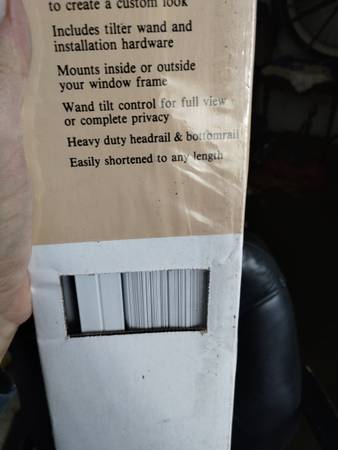 to create a custom look
Includes tilter wand and
installation hardware
Mounts inside or outside
your window frame
Wand tilt control for full view
or complete privacy
Heavy duty headrail & bottomrail
Easily shortened to any length